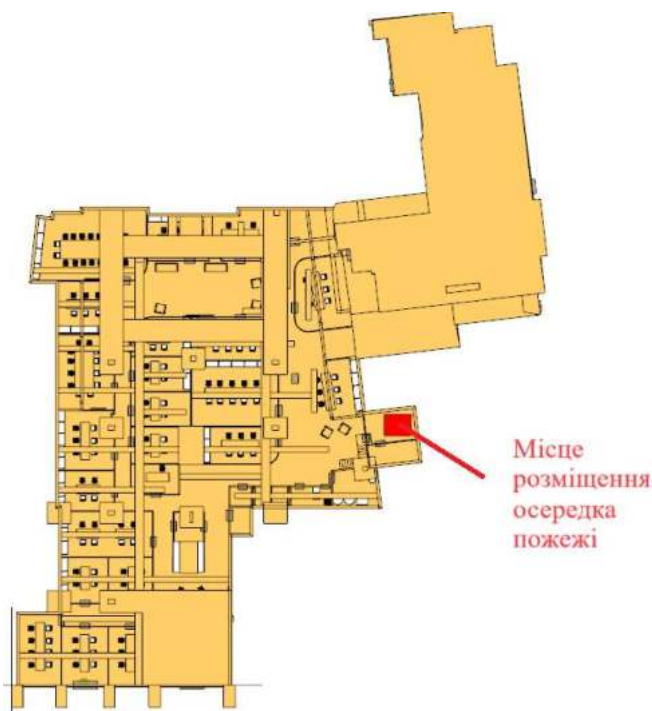 Місце
розміщення
осередка
пожежі